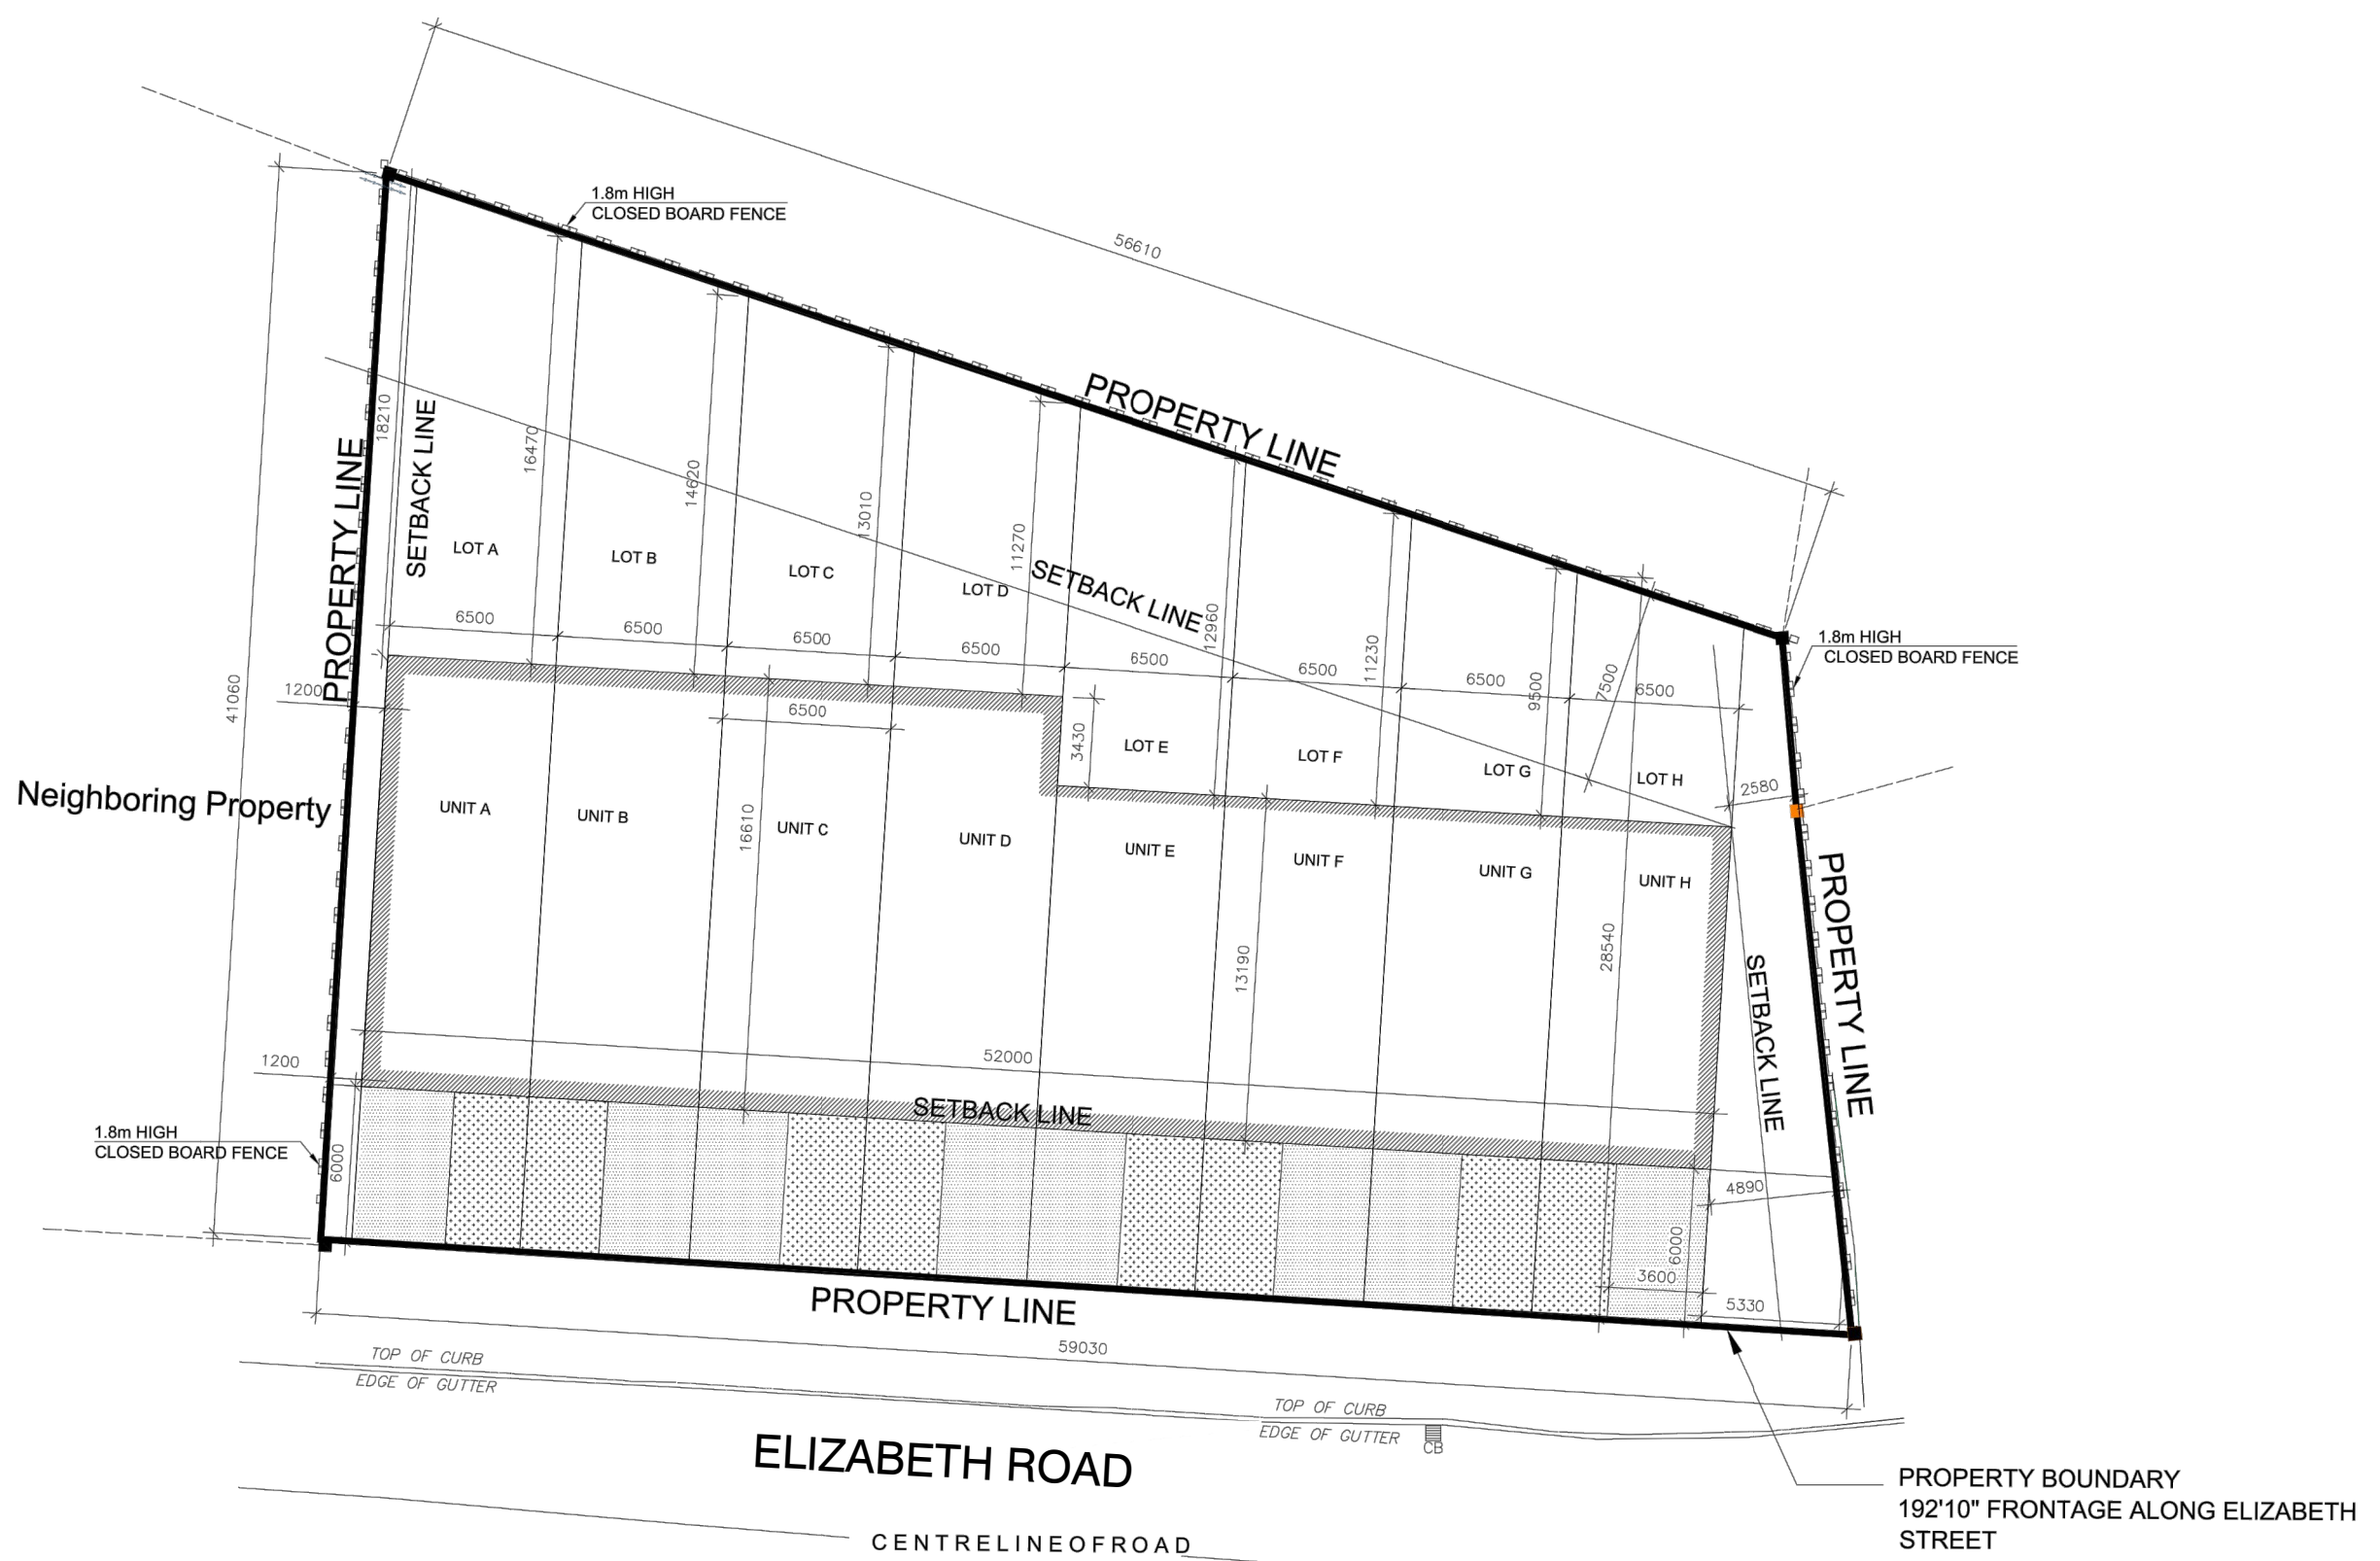 56610
1.8m HIGH
CLOSED BOARD FENCE
PROPERTY LINE
18210
SETBACK LINE
16470
14620
13010
11270
12960
11230
9500
7500
PROPERTY LINE
SETBACK LINE
LOT A
LOT B
LOT C
LOT D
6500
6500
6500
6500
6500
6500
6500
6500
1.8m HIGH
CLOSED BOARD FENCE
41060
1200
6500
3430
LOT E
LOT F
LOT G
LOT H
2580
Neighboring Property
UNIT A
UNIT B
16610
UNIT C
UNIT D
UNIT E
UNIT F
UNIT G
UNIT H
13190
28540
SETBACK LINE
PROPERTY LINE
1200
52000
SETBACK LINE
1.8m HIGH
CLOSED BOARD FENCE
6000
4890
6000
3600
5330
PROPERTY LINE
59030
TOP OF CURB
EDGE OF GUTTER
TOP OF CURB
EDGE OF GUTTER
CB
ELIZABETH ROAD
PROPERTY BOUNDARY
192'10" FRONTAGE ALONG ELIZABETH
STREET
CENTRELINEOFROAD